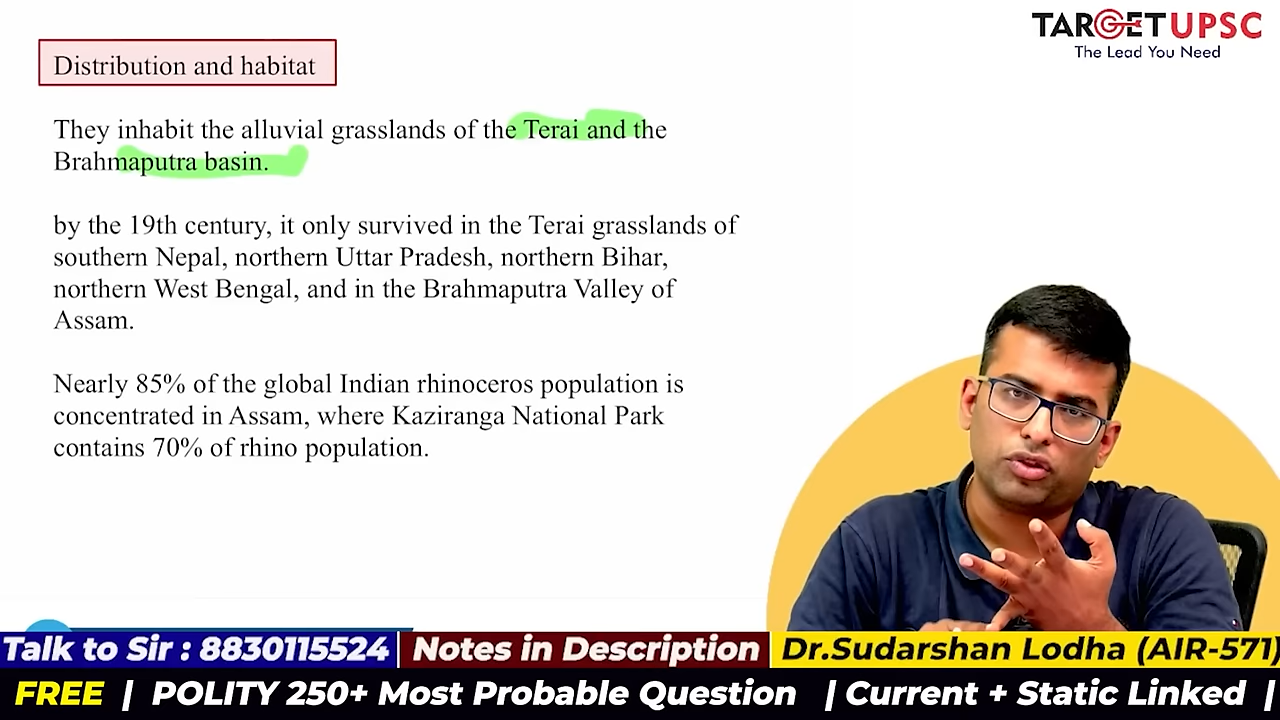 TARGET UPSC
The Lead You Need
Distribution and habitat
They inhabit the alluvial grasslands of the Terai and the
Brahmaputra basin.
by the 19th century, it only survived in the Terai grasslands of
southern Nepal, northern Uttar Pradesh, northern Bihar,
northern West Bengal, and in the Brahmaputra Valley of
Assam.
Nearly 85% of the global Indian rhinoceros population is
concentrated in Assam, where Kaziranga National Park
contains 70% of rhino population.
Talk to Sir : 8830115524 Notes in Description Dr.Sudarshan Lodha (AIR-571)
FREE | POLITY 250+ Most Probable Question | Current + Static Linked |